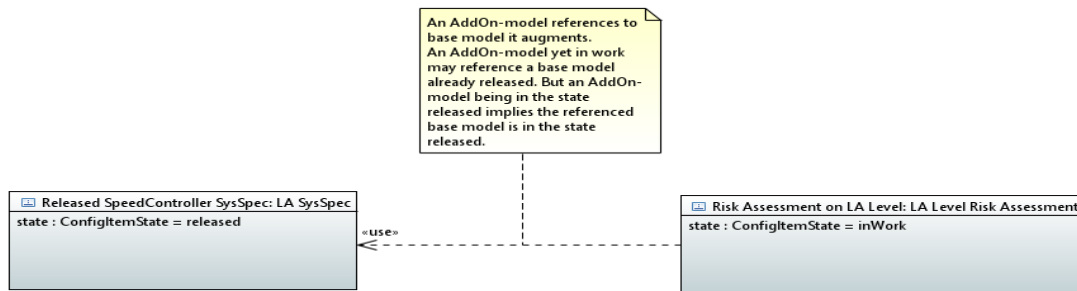 An AddOn-model references to
base model it augments.
An AddOn-model yet in work
may reference a base model
already released. But an AddOn-
model being in the state
released implies the referenced
base model is in the state
released.
Released SpeedController SysSpec: LA SysSpec
state : ConfigItemState = released
«use»
Risk Assessment on LA Level: LA Level Risk Assessment
state : ConfigItemState = inWork